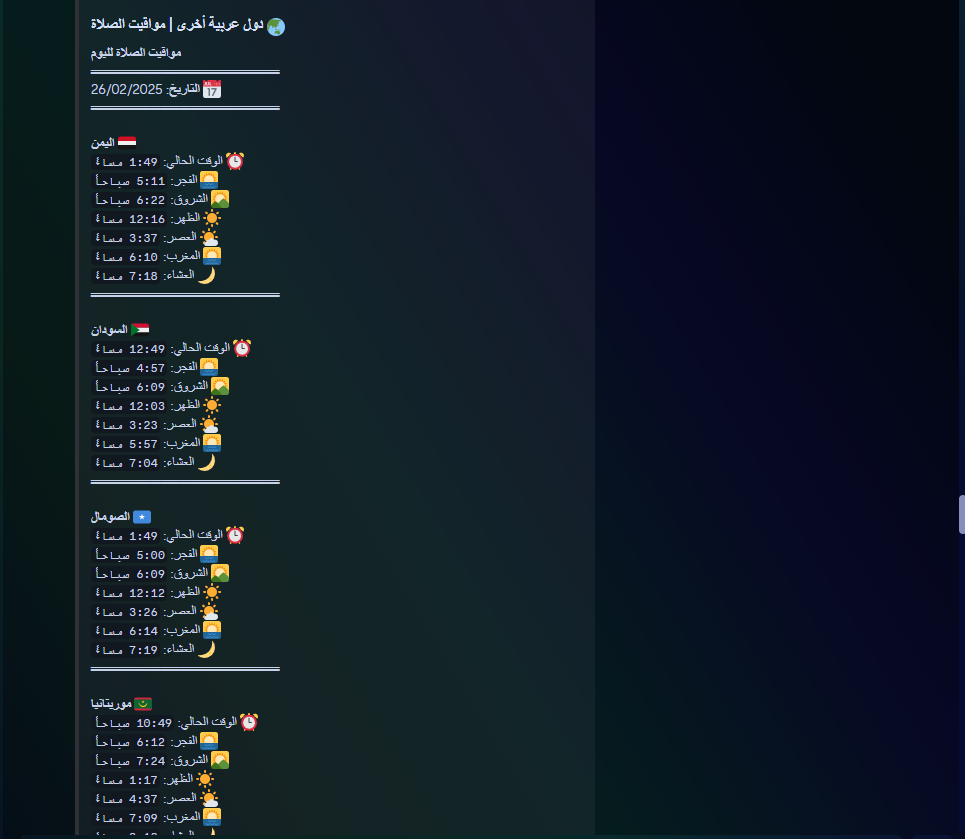 دول عربية أخرى | مواقيت الصلاة
مواقيت الصلاة لليوم
التاريخ: 26/02/2025
اليمن
الوقت الحالي: 1:49 مساءً
الفجر: 5:11 صباحاً
الشروق: 6:22 صباحاً
الظهر: 12:16 مساءً
العصر: 3:37 مساءً
المغرب: 6:10 مساءً
العشاء: 7:18 مساءً
السودان
الوقت الحالي: 12:49 مساءً
الفجر: 4:57 صباحاً
الشروق: 6:09 صباحاً
الظهر: 12:03 مساءً
العصر: 3:23 مساءً
المغرب: 5:57 مساءً
العشاء: 7:04 مساءً
الصومال
الوقت الحالي: 1:49 مساءً
الفجر: 5:00 صباحاً
الشروق: 6:09 صباحاً
الظهر: 12:12 مساءً
العصر: 3:26 مساءً
المغرب: 6:14 مساءً
العشاء: 7:19 مساءً
موريتانيا
الوقت الحالي: 10:49 صباحاً
الفجر: 6:12 صباحاً
الشروق: 7:24 صباحاً
الظهر: 1:17 مساءً
العصر: 4:37 مساءً
المغرب: 7:09 مساءً